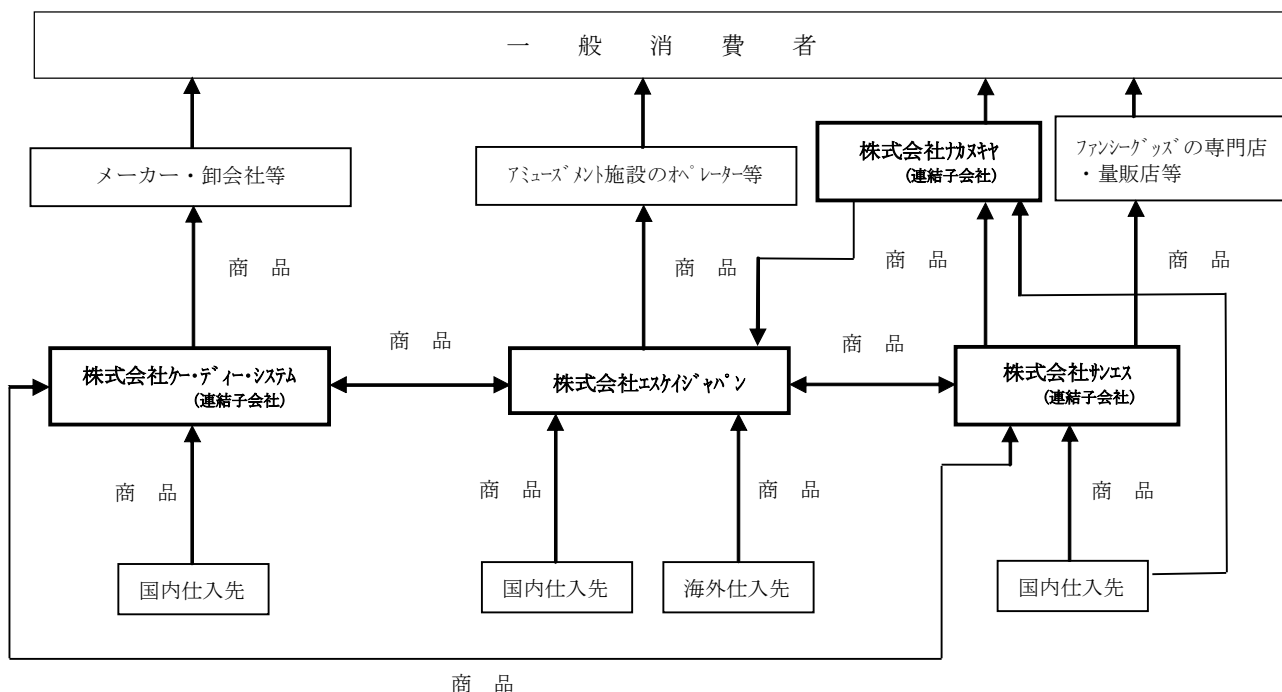 一 般 消 費 者
メーカー・卸会社等
アミューズメント施設のオペレーター等
株式会社ナカヌキヤ
(連結子会社)
ファンシーグッズの専門店
・量販店等
商 品
商 品
商 品
商 品
商 品
商 品
株式会社ケー・ディー・システム
(連結子会社)
株式会社エスケイジャパン
株式会社サンエス
(連結子会社)
商 品
商 品
商 品
商 品
国内仕入先
国内仕入先
海外仕入先
国内仕入先
商 品